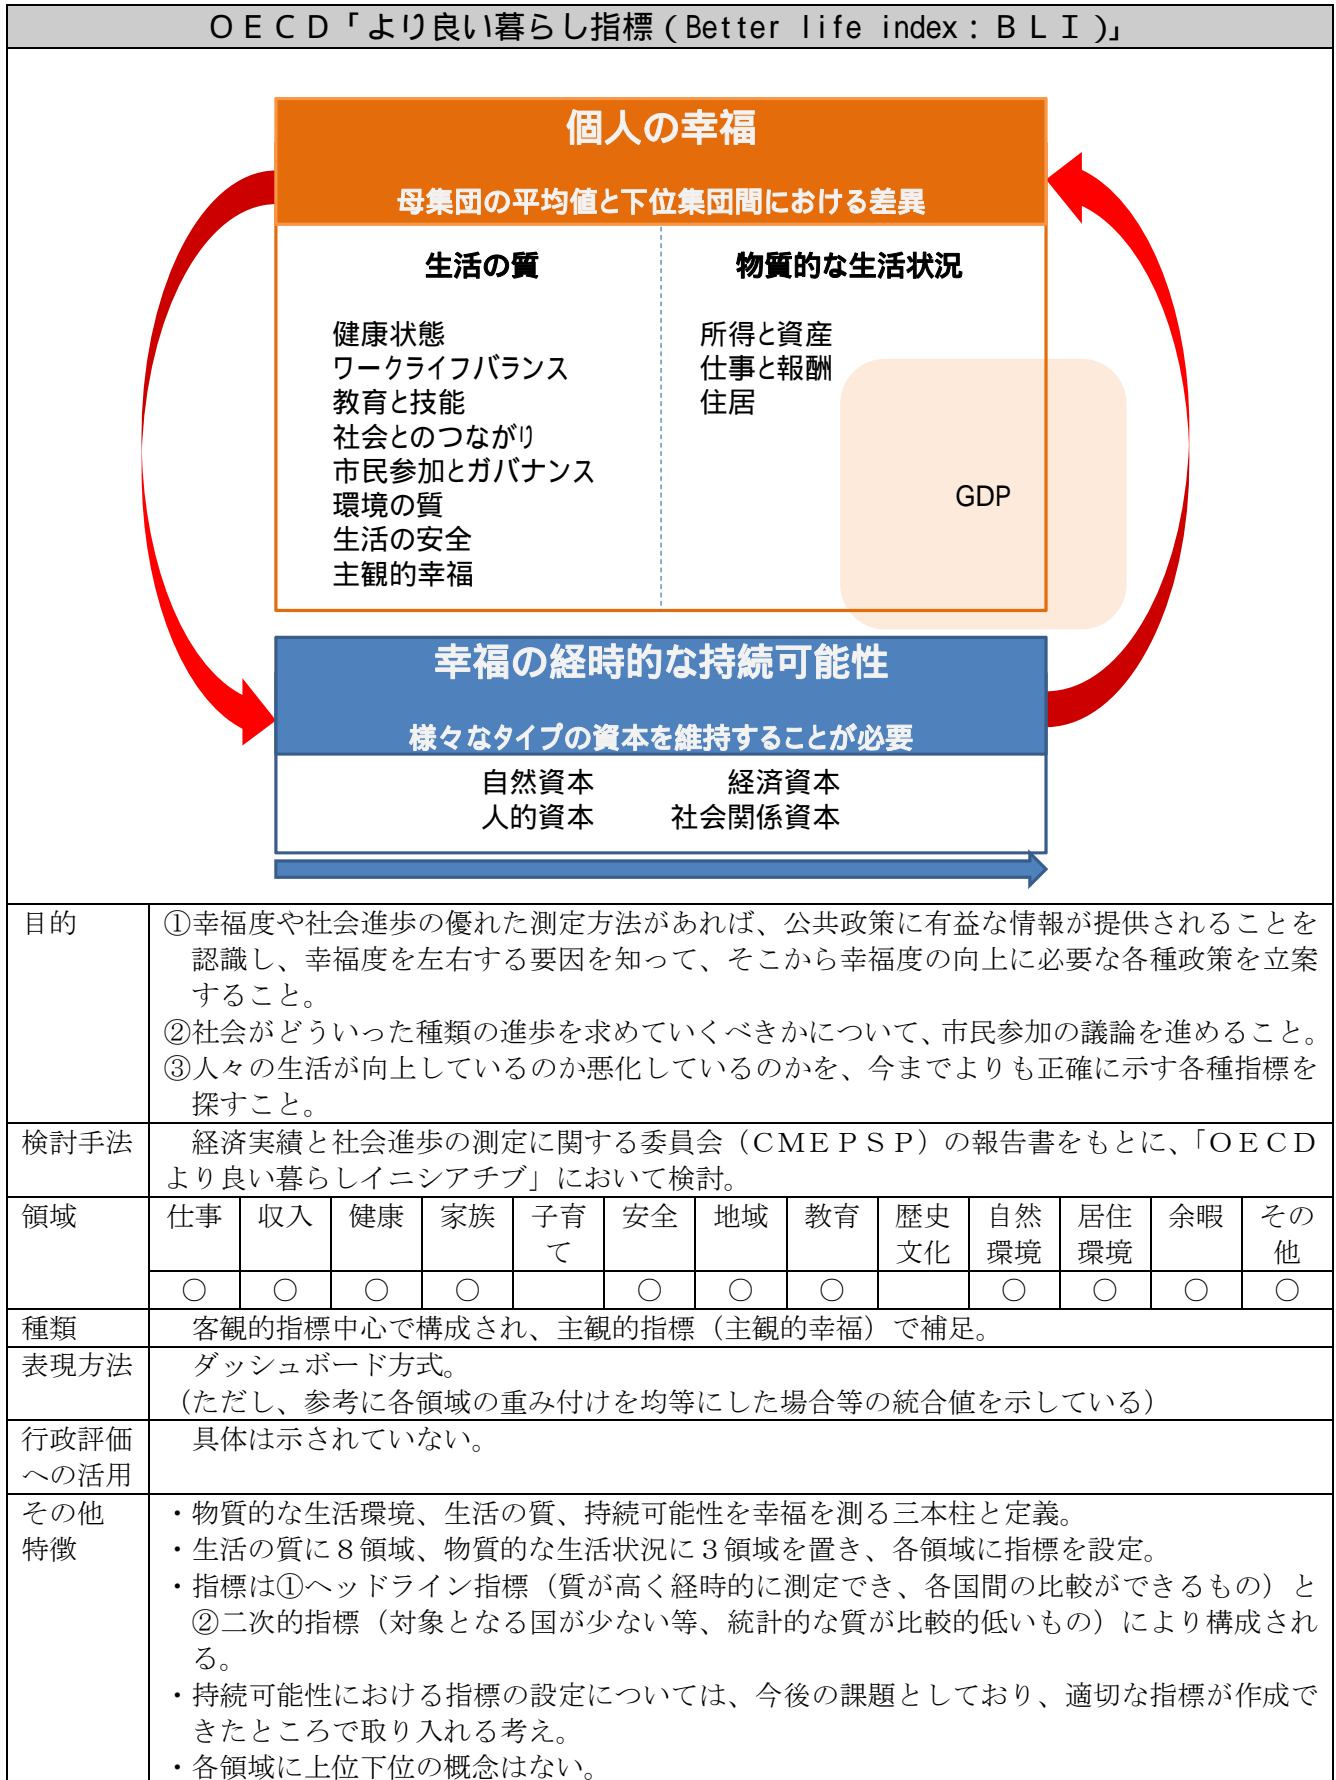 ＯＥＣＤ「より良い暮らし指標（Better life index：ＢＬＩ）」
個人の幸福
母集団の平均値と下位集団間における差異
生活の質
物質的な生活状況
健康状態
ワークライフバランス
教育と技能
社会とのつながり
市民参加とガバナンス
環境の質
生活の安全
主観的幸福
所得と資産
仕事と報酬
住居
GDP
幸福の経時的な持続可能性
様々なタイプの資本を維持することが必要
自然資本 経済資本
人的資本 社会関係資本
目的 ①幸福度や社会進歩の優れた測定方法があれば、公共政策に有益な情報が提供されることを
認識し、幸福度を左右する要因を知って、そこから幸福度の向上に必要な各種政策を立案
すること。
②社会がどういった種類の進歩を求めていくべきかについて、市民参加の議論を進めること。
③人々の生活が向上しているのか悪化しているのかを、今までよりも正確に示す各種指標を
探すこと。
検討手法 経済実績と社会進歩の測定に関する委員会（ＣＭＥＰＳＰ）の報告書をもとに、「ＯＥＣＤ
より良い暮らしイニシアチブ」において検討。
領域 仕事 収入 健康 家族 子育 安全 地域 教育 歴史 自然 居住 余暇 その
て 文化 環境 環境 他
○ ○ ○ ○ ○ ○ ○ ○ ○ ○ ○
種類 客観的指標中心で構成され、主観的指標（主観的幸福）で補足。
表現方法 ダッシュボード方式。
（ただし、参考に各領域の重み付けを均等にした場合等の統合値を示している）
行政評価 具体は示されていない。
への活用
その他 ・物質的な生活環境、生活の質、持続可能性を幸福を測る三本柱と定義。
特徴 ・生活の質に８領域、物質的な生活状況に３領域を置き、各領域に指標を設定。
・指標は①ヘッドライン指標（質が高く経時的に測定でき、各国間の比較ができるもの）と
②二次的指標（対象となる国が少ない等、統計的な質が比較的低いもの）により構成され
る。
・持続可能性における指標の設定については、今後の課題としており、適切な指標が作成で
きたところで取り入れる考え。
・各領域に上位下位の概念はない。